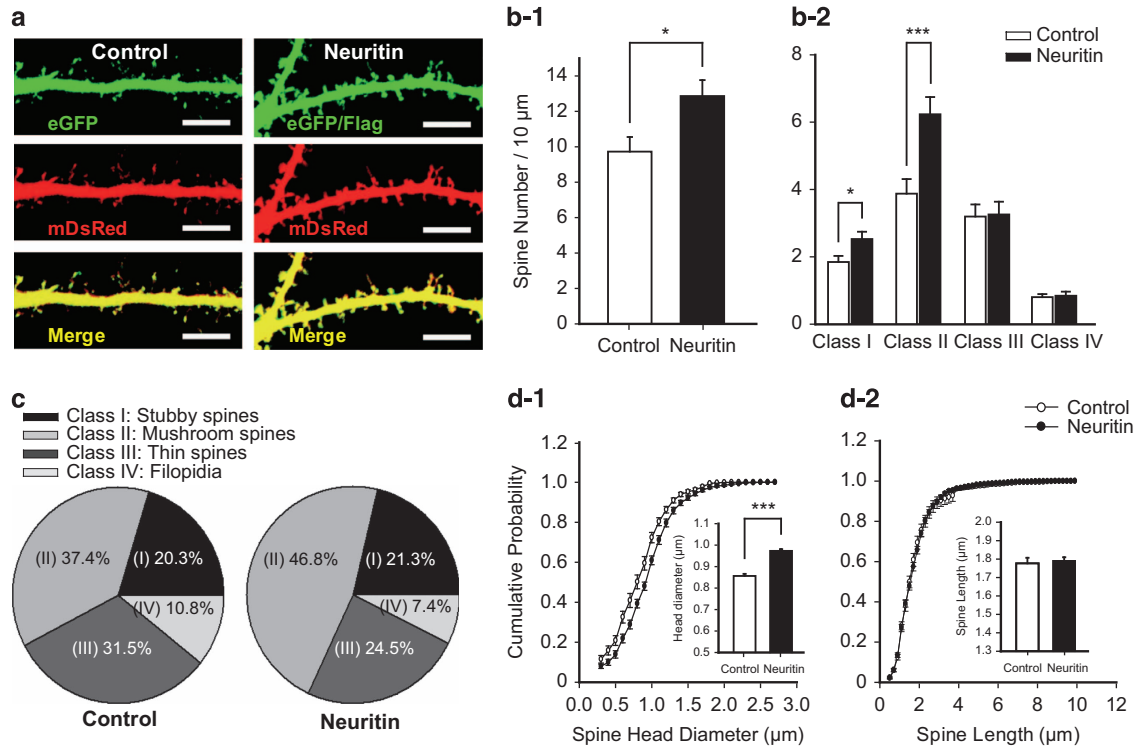 a
Control
Neuritin
eGFP
eGFP/Flag
mDsRed
mDsRed
Merge
Merge
b-1
*
Spine Number / 10 µm
14
12
10
8
6
4
2
0
Control Neuritin
b-2
Control
Neuritin
***
*
8
6
4
2
0
Class I Class II Class III Class IV
c
Class I: Stubby spines
Class II: Mushroom spines
Class III: Thin spines
Class IV: Filopidia
(II) 37.4%
(I) 20.3%
(IV) 10.8%
(III) 31.5%
Control
(II) 46.8%
(I) 21.3%
(IV) 7.4%
(III) 24.5%
Neuritin
d-1
Cumulative Probability
1.2
1.0
0.8
0.6
0.4
0.2
0
0 0.5 1.0 1.5 2.0 2.5 3.0
Spine Head Diameter (µm)
***
Head diameter (µm)
1.1
1.0
0.9
0.8
0.7
0.6
0.5
Control Neuritin
d-2
Control
Neuritin
1.2
1.0
0.8
0.6
0.4
0.2
0
0 2 4 6 8 10 12
Spine Length (µm)
Spine Length (µm)
2.0
1.9
1.8
1.7
1.6
1.5
1.4
1.3
Control Neuritin